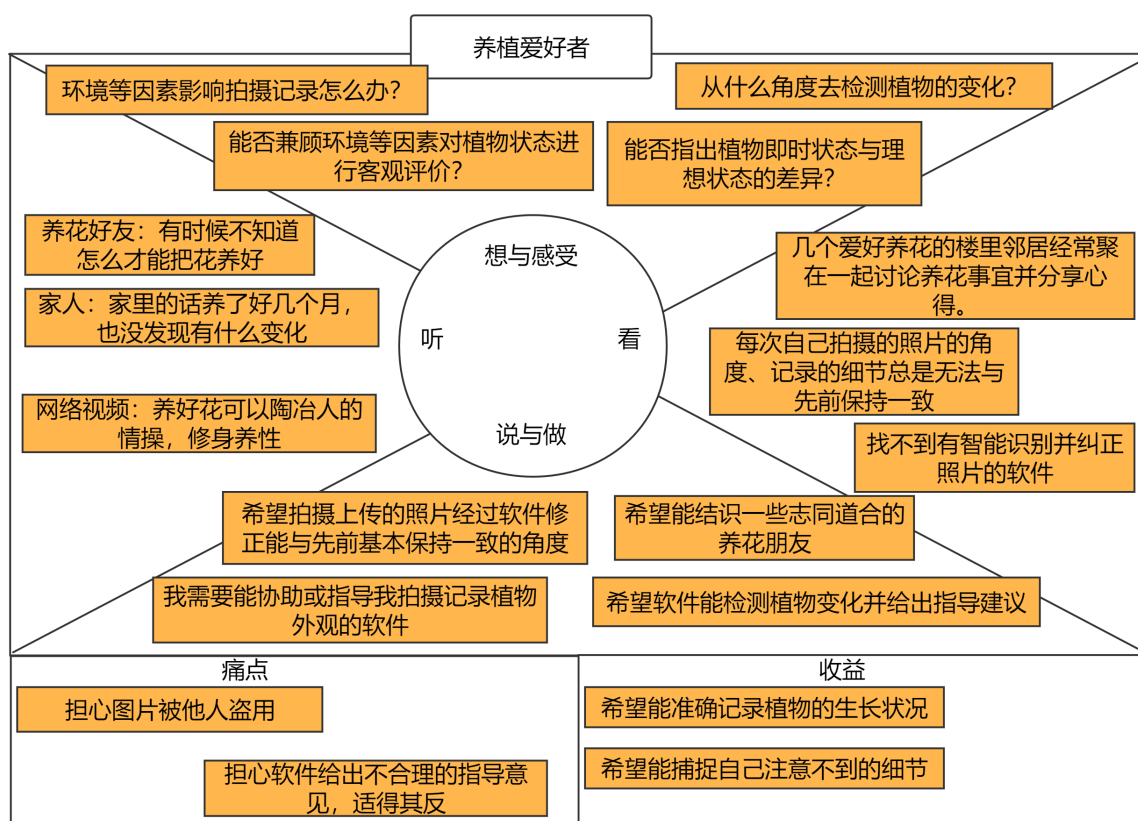 养植爱好者
环境等因素影响拍摄记录怎么办？
从什么角度去检测植物的变化？
能否兼顾环境等因素对植物状态进
行客观评价？
能否指出植物即时状态与理
想状态的差异？
养花好友：有时候不知道
怎么才能把花养好
想与感受
几个爱好养花的楼里邻居经常聚
在一起讨论养花事宜并分享心
得。
家人：家里的话养了好几个月，
也没发现有什么变化
听
看
每次自己拍摄的照片的角
度、记录的细节总是无法与
先前保持一致
网络视频：养好花可以陶冶人的
情操，修身养性
说与做
找不到有智能识别并纠正
照片的软件
希望拍摄上传的照片经过软件修
正能与先前基本保持一致的角度
希望能结识一些志同道合的
养花朋友
我需要能协助或指导我拍摄记录植物
外观的软件
希望软件能检测植物变化并给出指导建议
痛点
担心图片被他人盗用
担心软件给出不合理的指导意
见，适得其反
收益
希望能准确记录植物的生长状况
希望能捕捉自己注意不到的细节